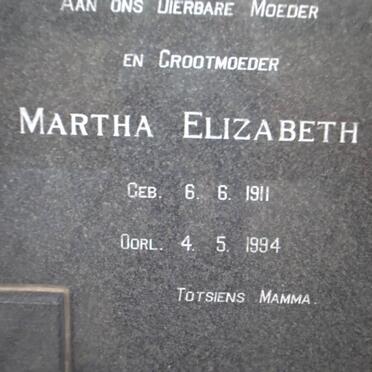 AAN ONS DIERBARE MOEDER
EN GROOTMOEDER
MARTHA ELIZABETH
GEB. 6. 6. 1911
OORL. 4. 5. 1994
TOTSIENS MAMMA.